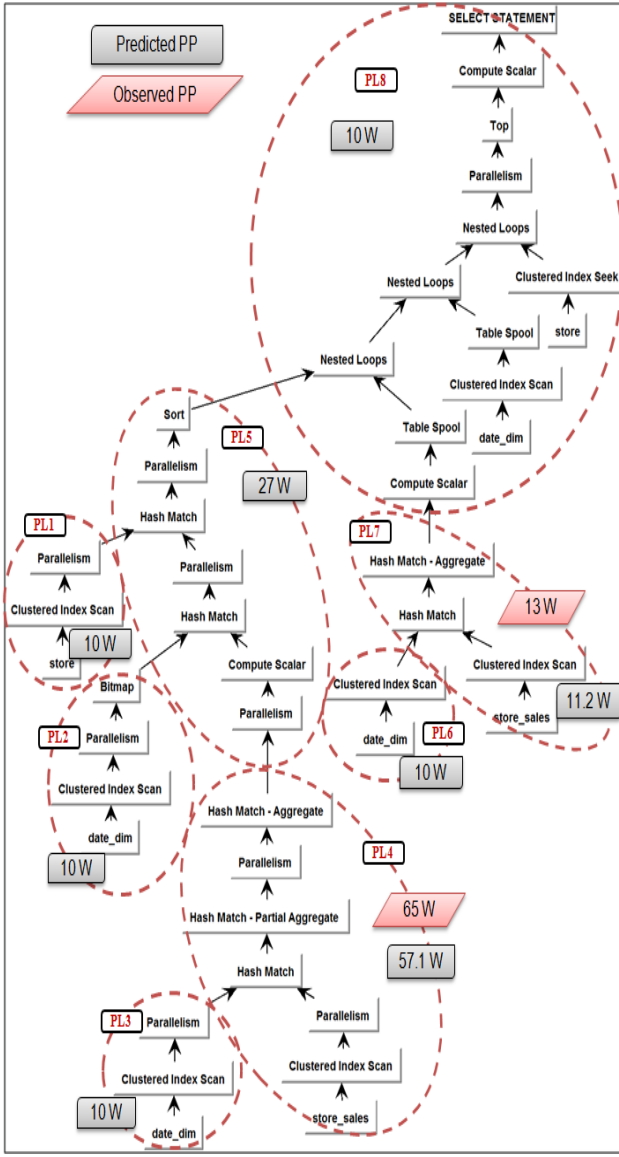 SELECT STATEMENT
Predicted PP
Observed PP
PL8
Compute Scalar
10 W
Top
Parallelism
Nested Loops
Nested Loops
Clustered Index Seek
Table Spool
store
Nested Loops
Clustered Index Scan
Sort
PL5
Table Spool
date_dim
Parallelism
27 W
Compute Scalar
Hash Match
PL1
PL7
Parallelism
Parallelism
Hash Match - Aggregate
Clustered Index Scan
Hash Match
Hash Match
13 W
store
10 W
Compute Scalar
Clustered Index Scan
Bitmap
Clustered Index Scan
11.2 W
PL2
Parallelism
Parallelism
store_sales
date_dim
PL6
10 W
Clustered Index Scan
Hash Match - Aggregate
date_dim
10 W
PL4
Parallelism
Hash Match - Partial Aggregate
65 W
57.1 W
Hash Match
PL3
Parallelism
Parallelism
Clustered Index Scan
Clustered Index Scan
10 W
date_dim
store_sales